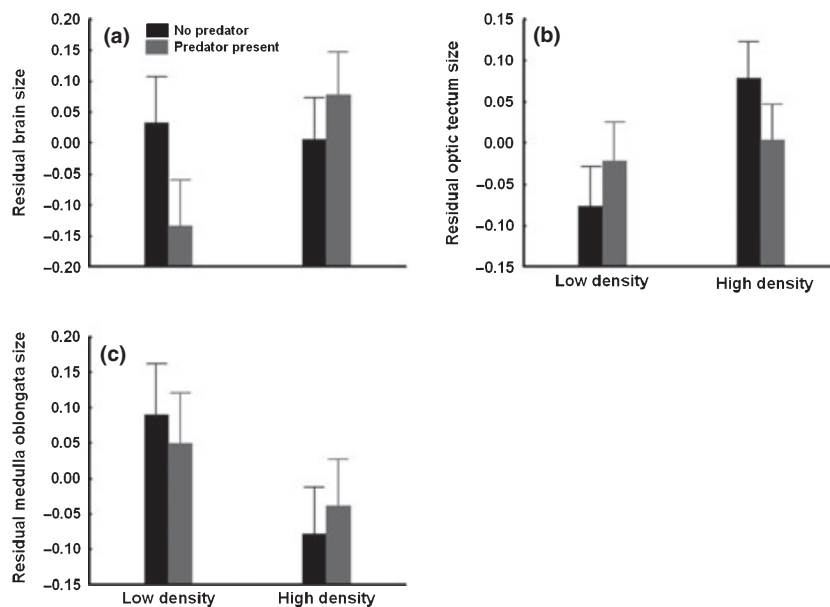 (a)
No predator
Predator present
Residual brain size
0.20
0.15
0.10
0.05
0.00
–0.05
–0.10
–0.15
–0.20
(b)
Residual optic tectum size
0.20
0.15
0.10
0.05
0.00
–0.05
–0.10
–0.15
Low density
High density
(c)
Residual medulla oblongata size
0.20
0.15
0.10
0.05
0.00
–0.05
–0.10
–0.15
Low density
High density